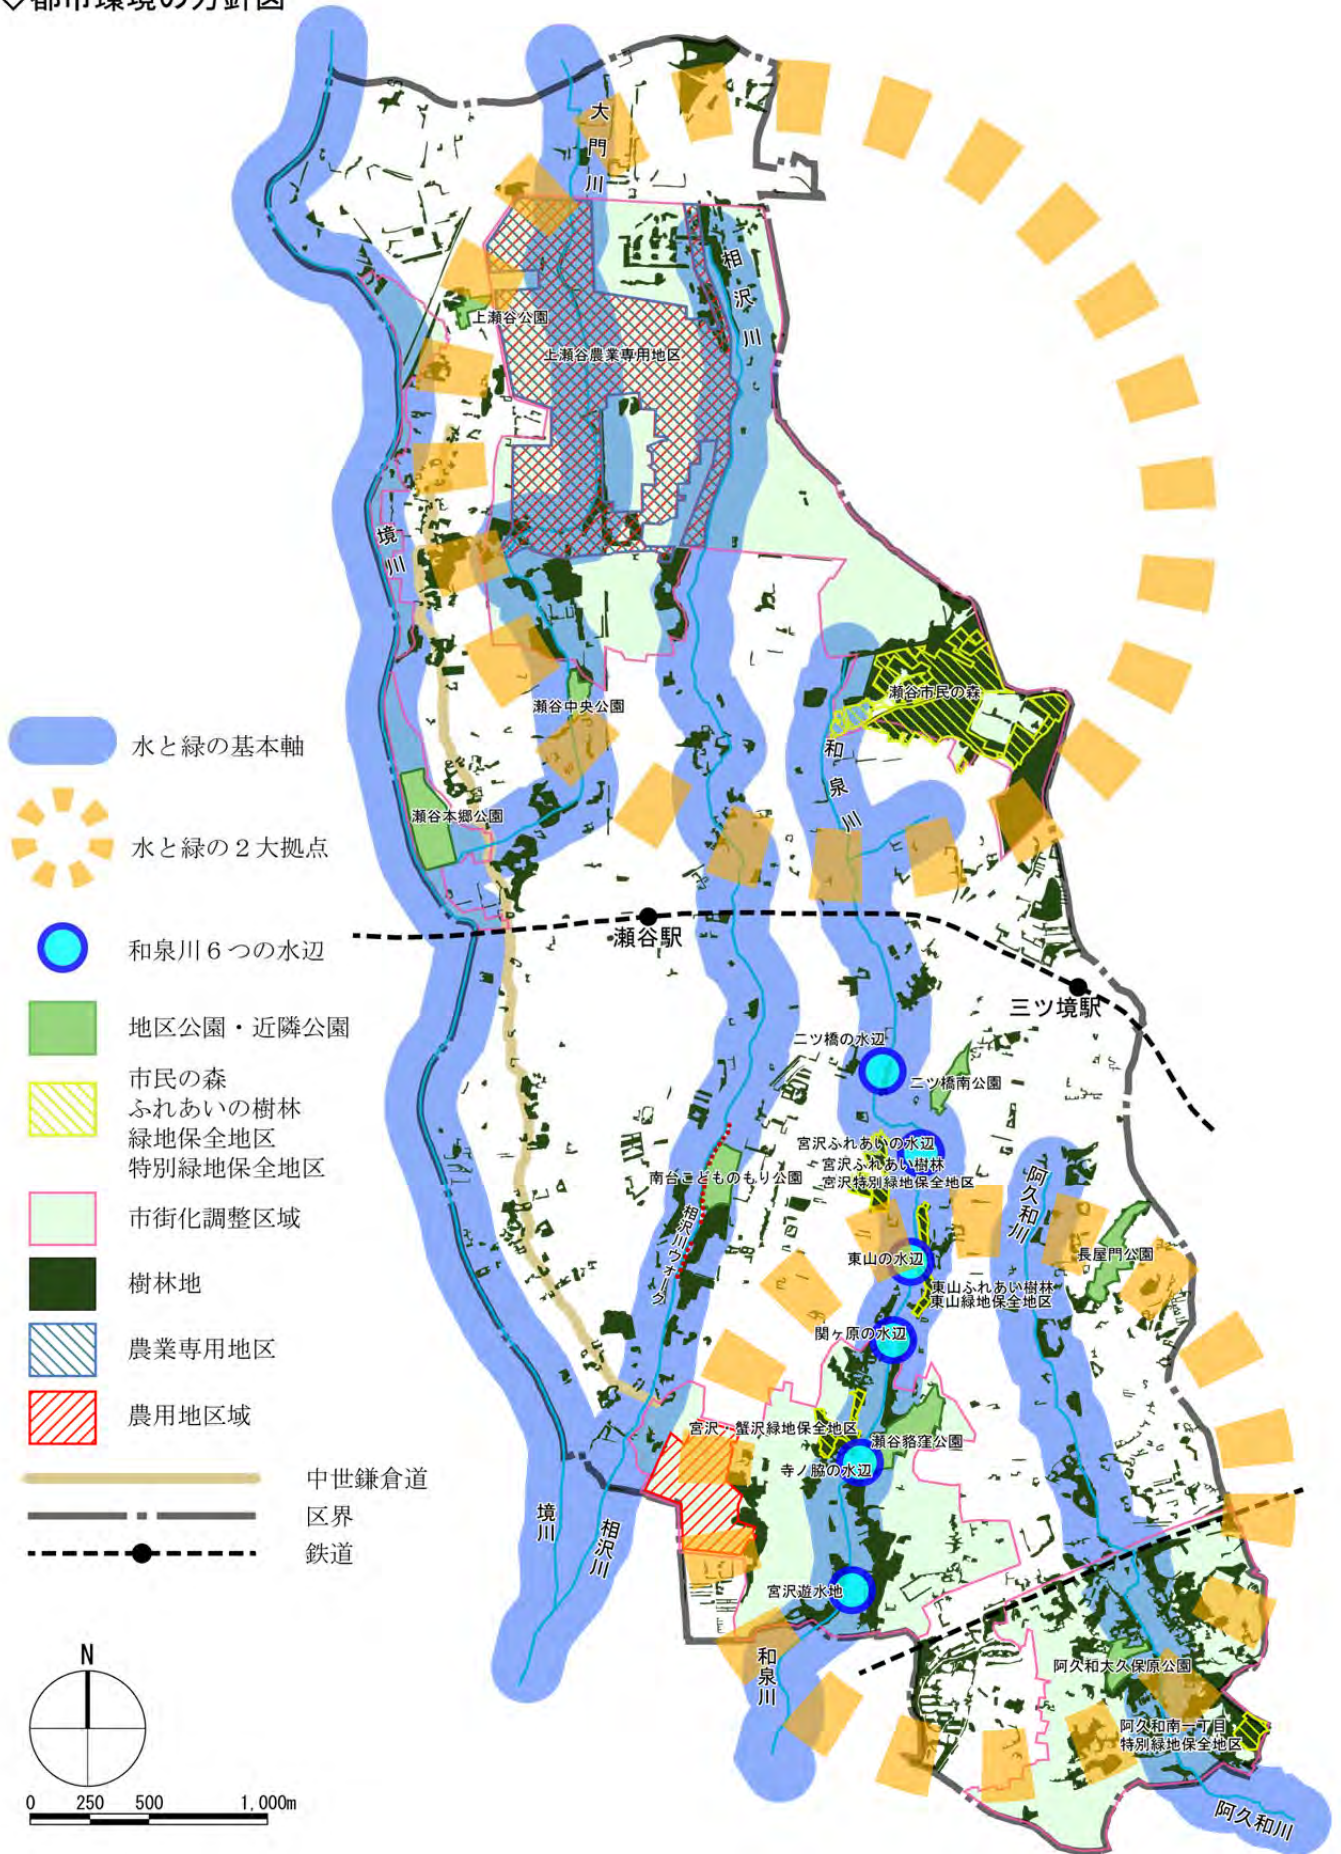 ◇都市環境の方針図
大門川
相沢川
上瀬谷公園
上瀬谷農業専用地区
境川
瀬谷市民の森
瀬谷中央公園
和泉川
瀬谷本郷公園
瀬谷駅
三ツ境駅
二ツ橋の水辺
二ツ橋南公園
宮沢ふれあいの水辺
宮沢ふれあい樹林
宮沢特別緑地保全地区
南台こどものもり公園
阿久和川
相沢川ウォーク
東山の水辺
長屋門公園
東山ふれあい樹林
東山緑地保全地区
関ヶ原の水辺
宮沢・蟹沢緑地保全地区
瀬谷貉窪公園
寺ノ脇の水辺
境川
相沢川
宮沢遊水地
和泉川
阿久和大久保原公園
阿久和南一丁目
特別緑地保全地区
阿久和川
水と緑の基本軸
水と緑の2大拠点
和泉川6つの水辺
地区公園・近隣公園
市民の森
ふれあいの樹林
緑地保全地区
特別緑地保全地区
市街化調整区域
樹林地
農業専用地区
農用地区域
中世鎌倉道
区界
鉄道
N
0 250 500 1,000m